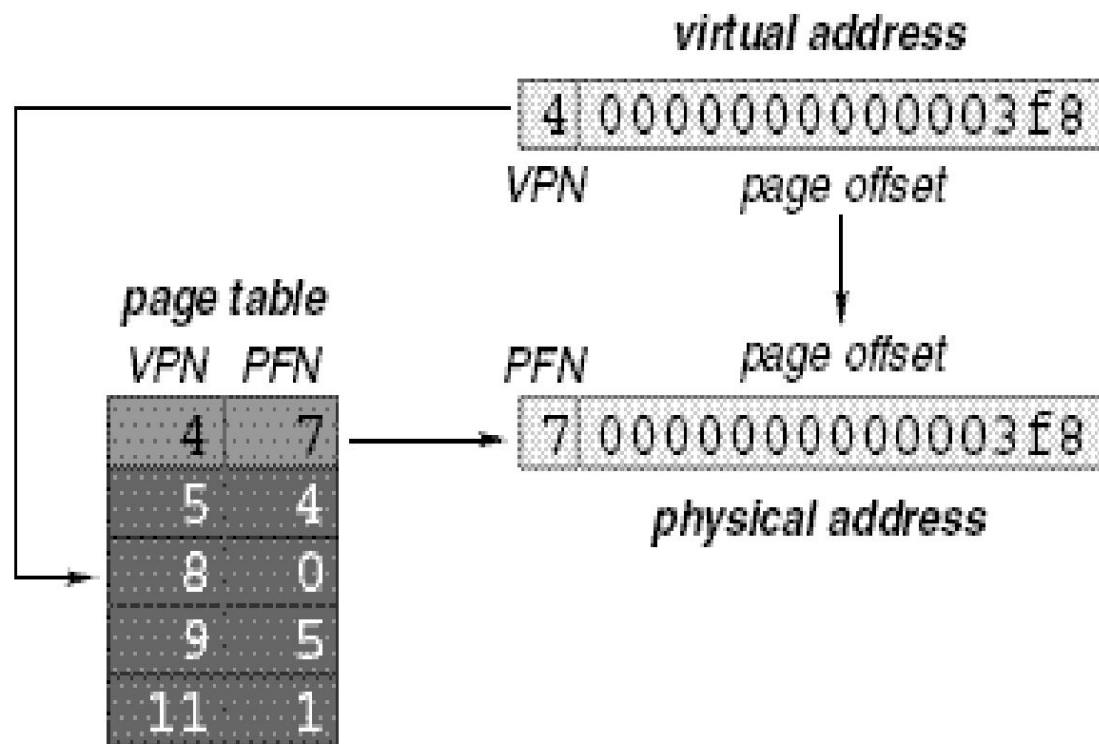 virtual address
4 0000000000003f8
VPN page offset
page table
VPN PFN
PFN page offset
4 7
7 0000000000003f8
5 4
physical address
8 0
9 5
11 1